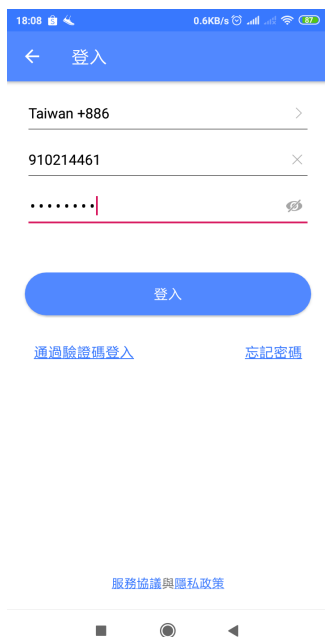 18:08 0.6KB/s 87
登入
Taiwan +886
910214461
••••••••
登入
通過驗證碼登入 忘記密碼
服務協議與隱私政策